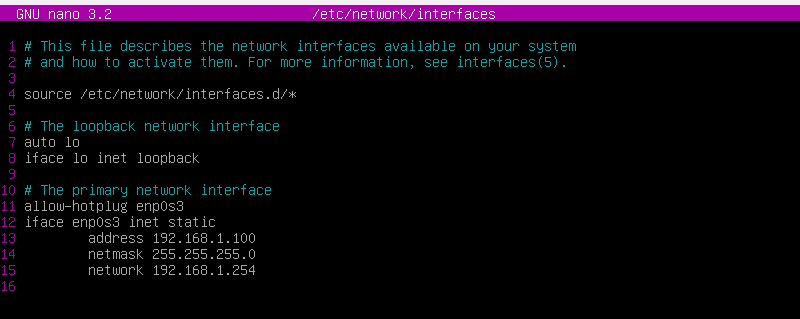 GNU nano 3.2 /etc/network/interfaces
1 # This file describes the network interfaces available on your system
2 # and how to activate them. For more information, see interfaces(5).
3
4 source /etc/network/interfaces.d/*
5
6 # The loopback network interface
7 auto lo
8 iface lo inet loopback
9
10 # The primary network interface
11 allow-hotplug enp0s3
12 iface enp0s3 inet static
13 address 192.168.1.100
14 netmask 255.255.255.0
15 network 192.168.1.254
16